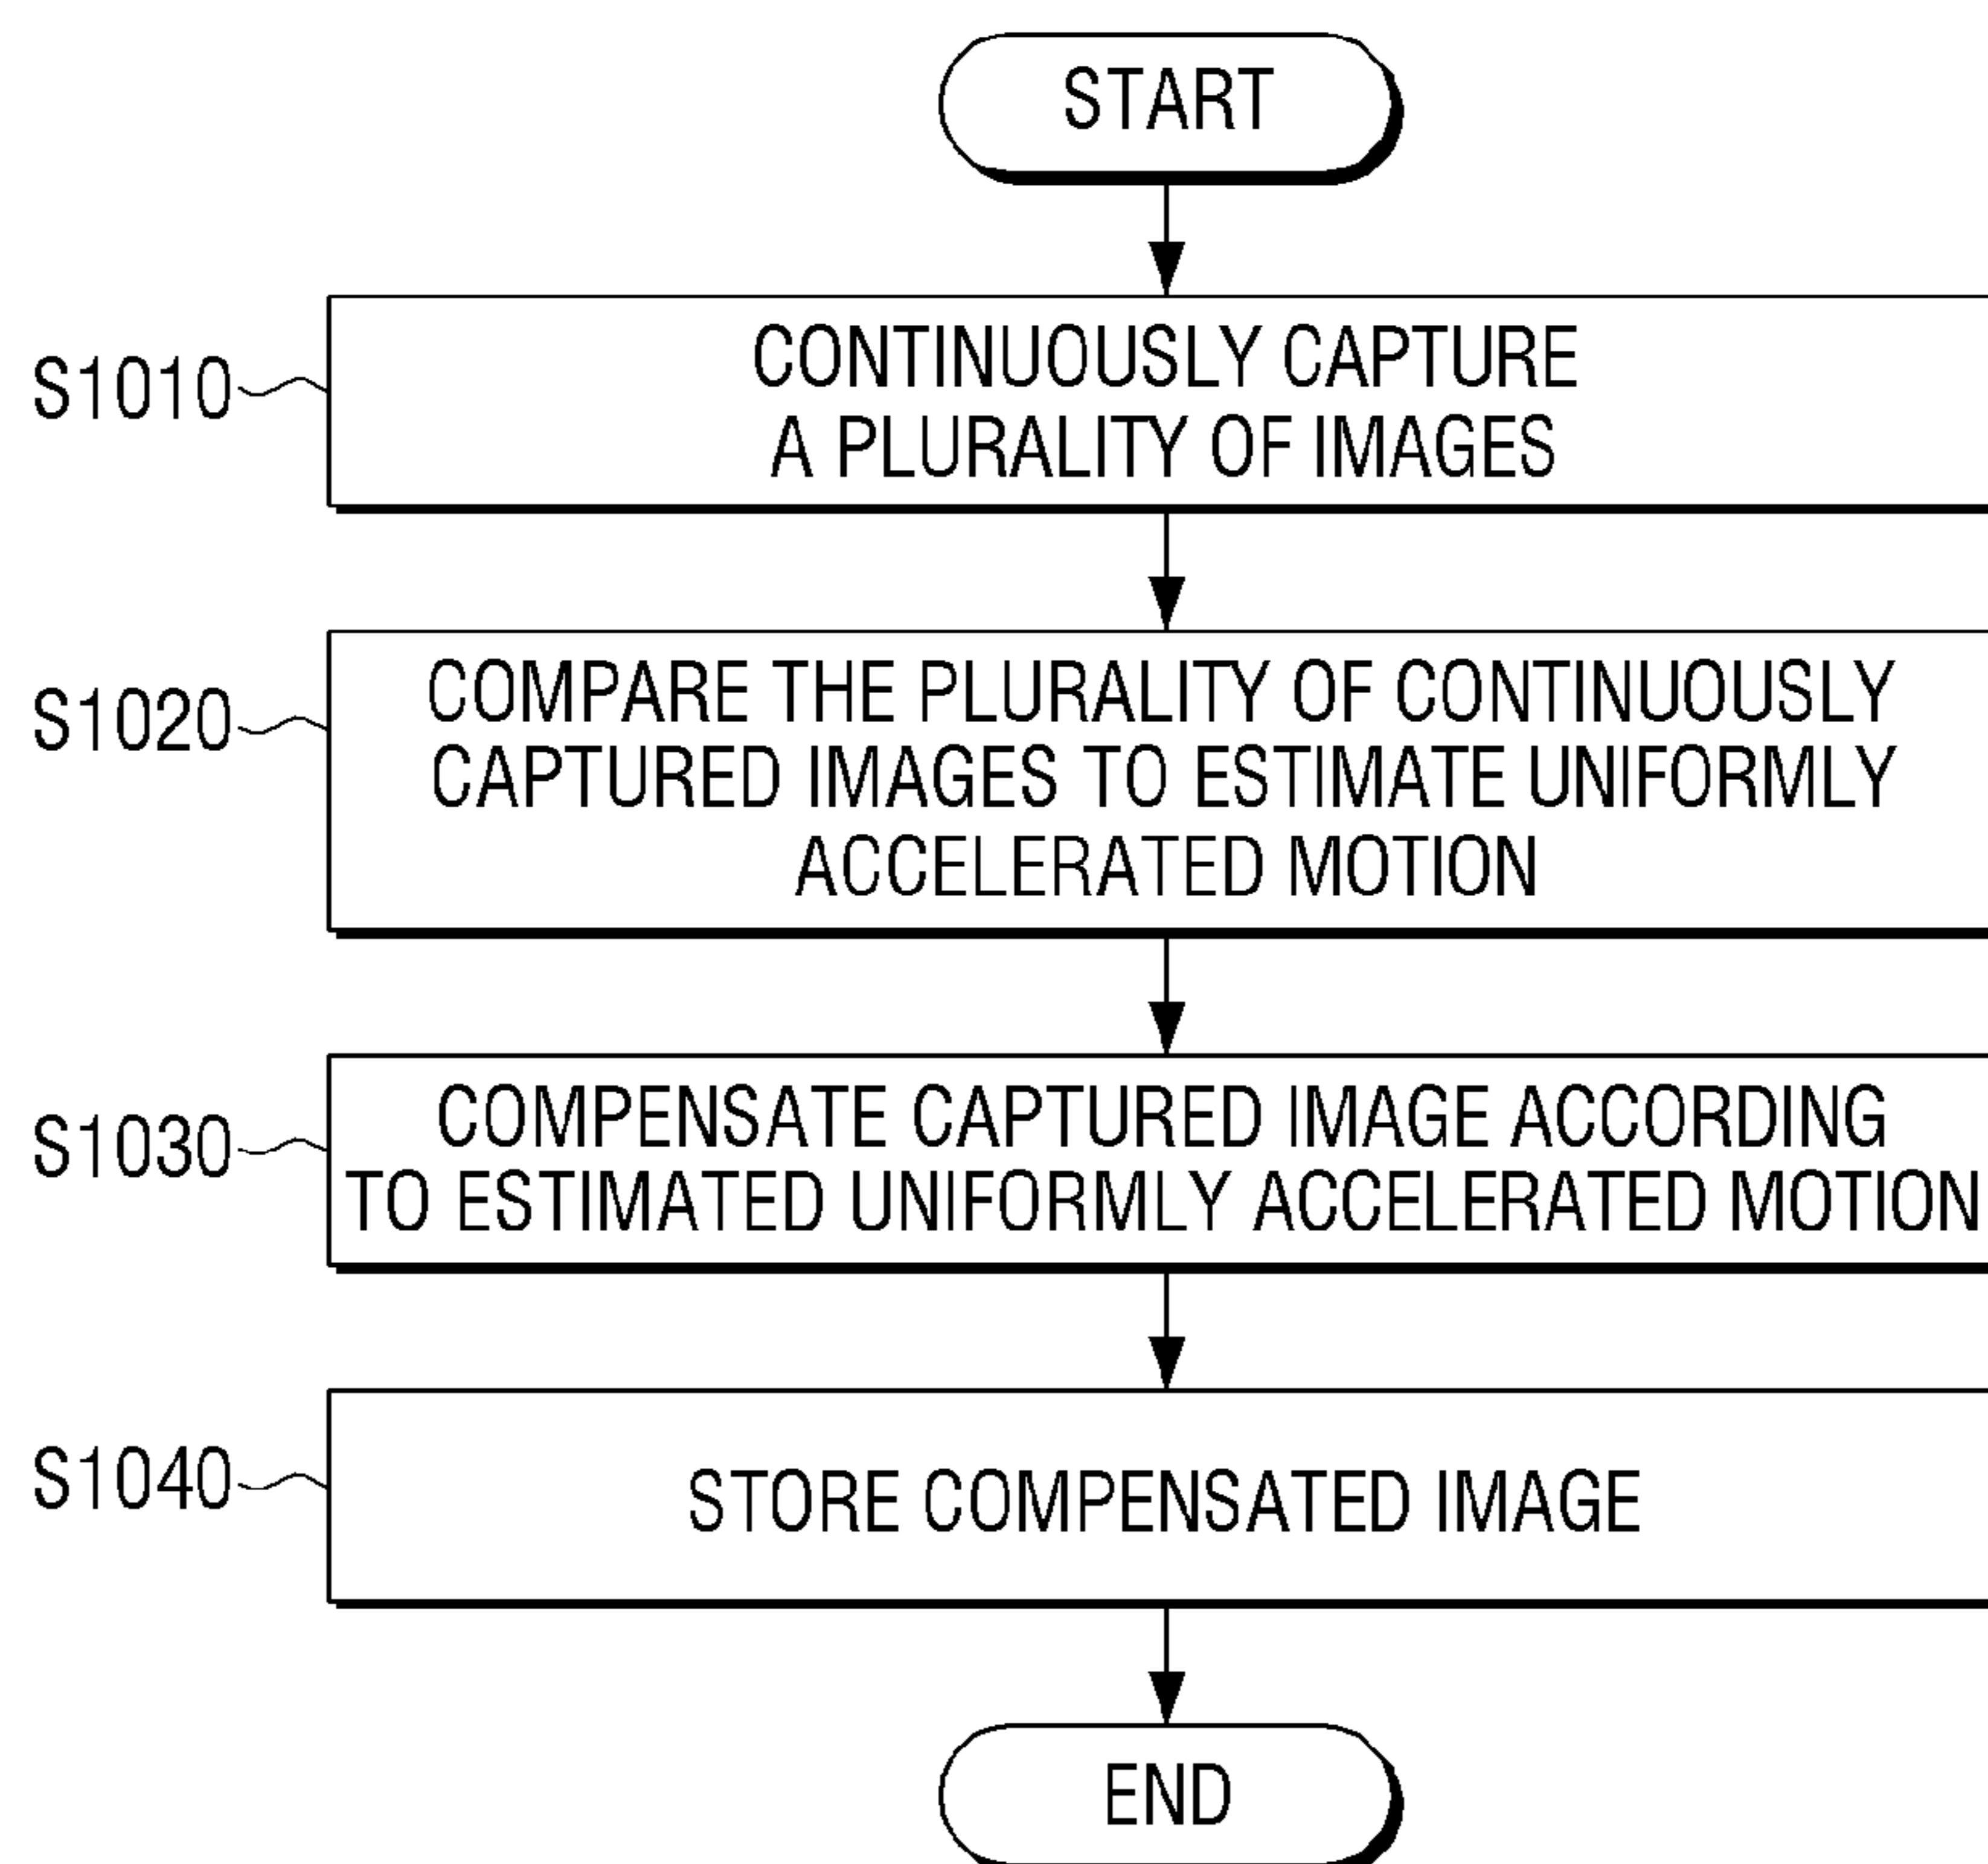 START
S1010
CONTINUOUSLY CAPTURE
A PLURALITY OF IMAGES
S1020
COMPARE THE PLURALITY OF CONTINUOUSLY
CAPTURED IMAGES TO ESTIMATE UNIFORMLY
ACCELERATED MOTION
S1030
COMPENSATE CAPTURED IMAGE ACCORDING
TO ESTIMATED UNIFORMLY ACCELERATED MOTION
S1040
STORE COMPENSATED IMAGE
END